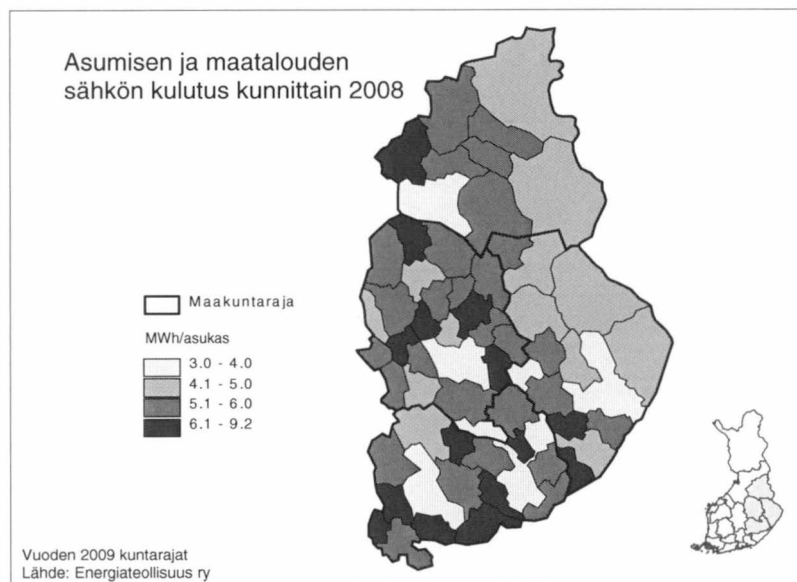 Asumisen ja maatalouden
sähkön kulutus kunnittain 2008
Maakuntaraja
MWh/asukas
3.0 - 4.0
4.1 - 5.0
5.1 - 6.0
6.1 - 9.2
Vuoden 2009 kuntarajat
Lähde: Energiateollisuus ry